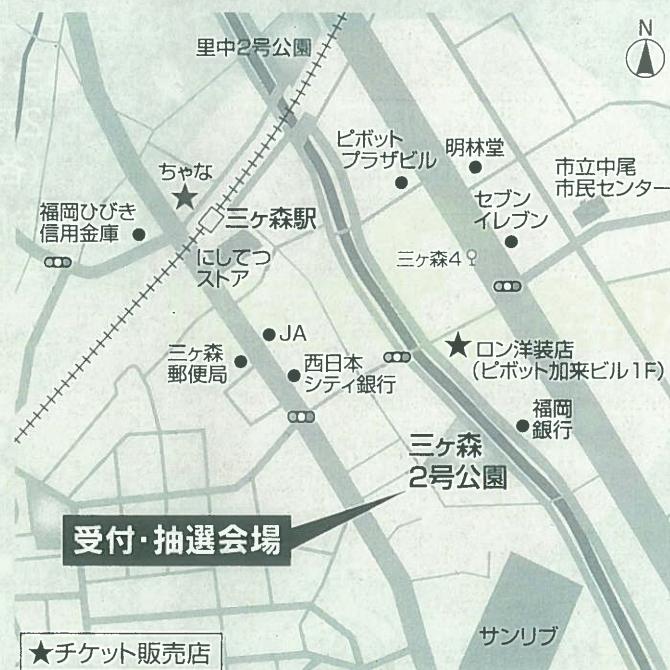 N
里中2号公園
ピボット
プラザビル
明林堂
市立中尾
市民センター
ちゃな
セブン
イレブン
福岡ひびき
信用金庫
三ヶ森駅
にしてつ
ストア
三ヶ森4
JA
三ヶ森
郵便局
西日本
シティ銀行
ロン洋装店
(ピボット加来ビル1F)
福岡
銀行
三ヶ森
2号公園
受付・抽選会場
サンリブ
★チケット販売店